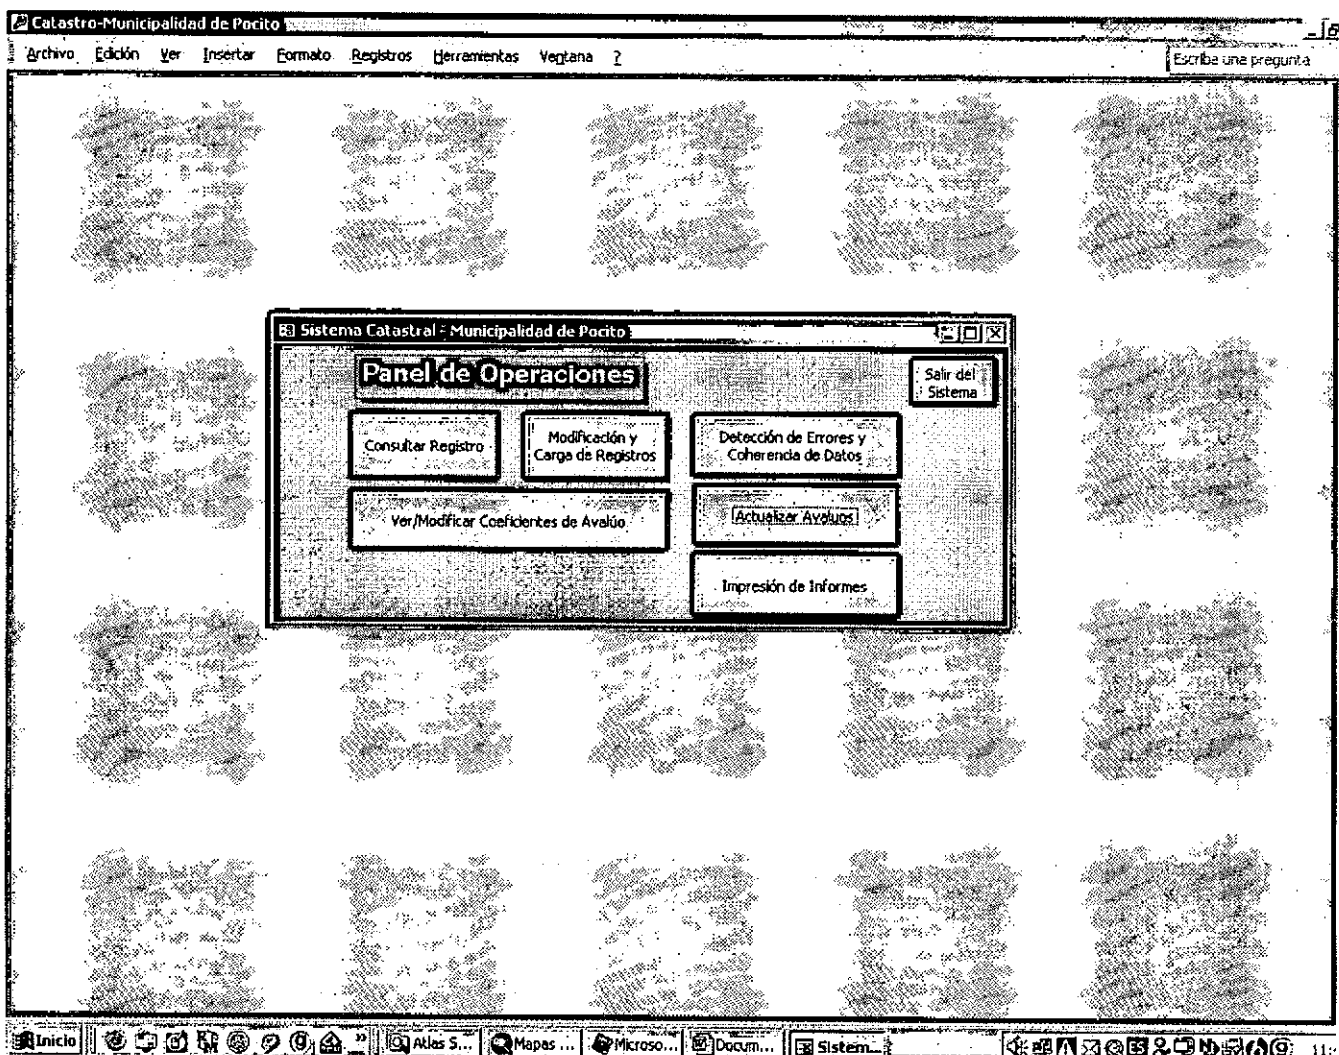 Catastro-Municipalidad de Pocito
Archivo Edición Ver Insertar Formato Registros Herramientas Ventana ?
Escriba una pregunta
Sistema Catastral - Municipalidad de Pocito
Panel de Operaciones
Salir del
Sistema
Consultar Registro
Modificación y
Carga de Registros
Detección de Errores y
Coherencia de Datos
Ver/Modificar Coeficientes de Avalúo
Actualizar Avaluos
Impresión de Informes
Inicio
Atlas S...
Mapas ...
Microso...
Docum...
Sistem...